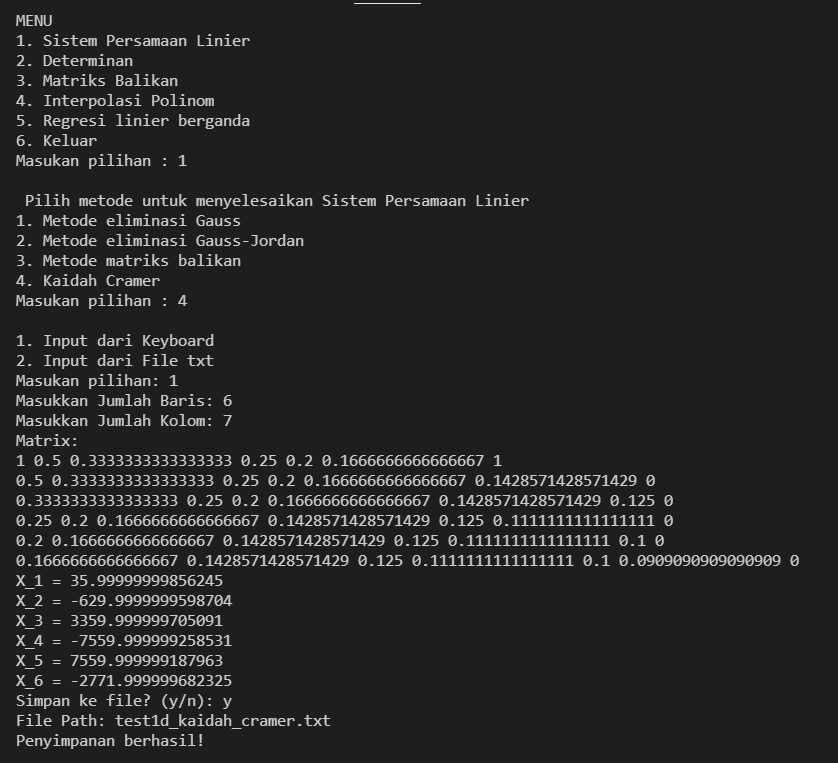 MENU
1. Sistem Persamaan Linier
2. Determinan
3. Matriks Balikan
4. Interpolasi Polinom
5. Regresi linier berganda
6. Keluar
Masukan pilihan : 1
Pilih metode untuk menyelesaikan Sistem Persamaan Linier
1. Metode eliminasi Gauss
2. Metode eliminasi Gauss-Jordan
3. Metode matriks balikan
4. Kaidah Cramer
Masukan pilihan : 4
1. Input dari Keyboard
2. Input dari File txt
Masukan pilihan: 1
Masukkan Jumlah Baris: 6
Masukkan Jumlah Kolom: 7
Matrix:
1 0.5 0.3333333333333333 0.25 0.2 0.1666666666666667 1
0.5 0.3333333333333333 0.25 0.2 0.1666666666666667 0.1428571428571429 0
0.3333333333333333 0.25 0.2 0.1666666666666667 0.1428571428571429 0.125 0
0.25 0.2 0.1666666666666667 0.1428571428571429 0.125 0.1111111111111111 0
0.2 0.1666666666666667 0.1428571428571429 0.125 0.1111111111111111 0.1 0
0.1666666666666667 0.1428571428571429 0.125 0.1111111111111111 0.1 0.0909090909090909 0
X_1 = 35.99999999856245
X_2 = -629.9999999598704
X_3 = 3359.999999705091
X_4 = -7559.999999258531
X_5 = 7559.999999187963
X_6 = -2771.999999682325
Simpan ke file? (y/n): y
File Path: test1d_kaidah_cramer.txt
Penyimpanan berhasil!